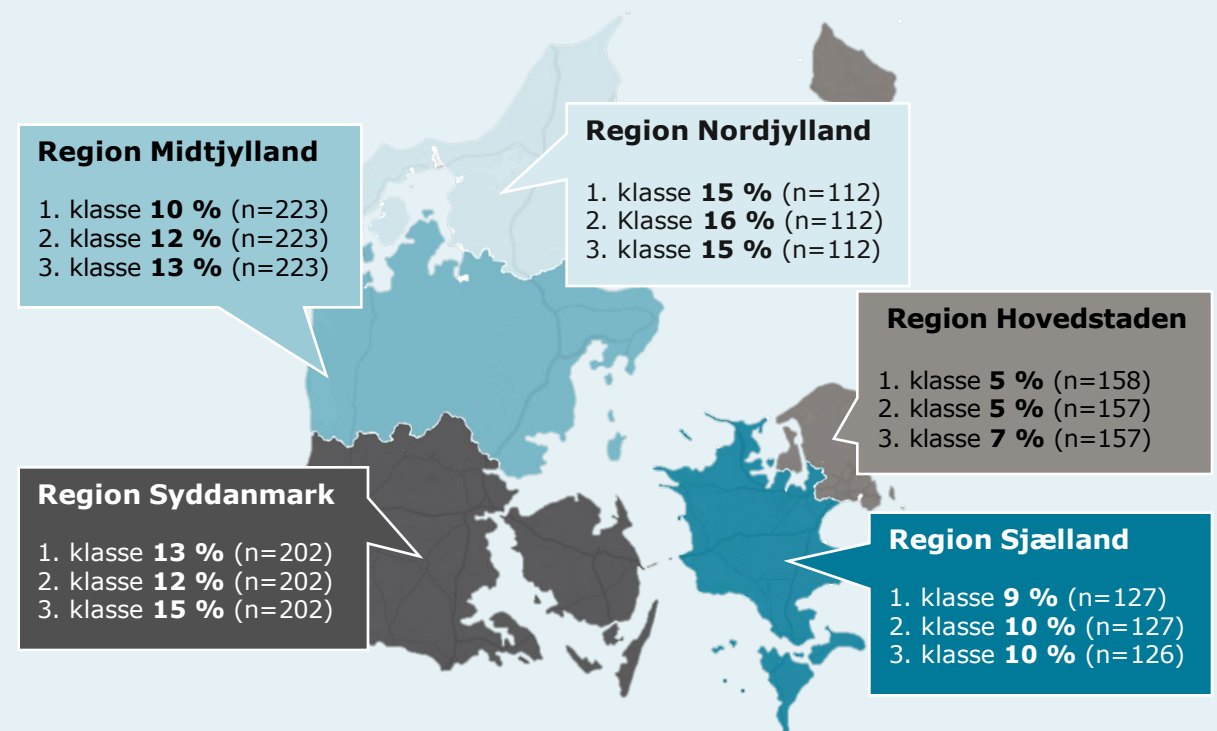 Region Midtjylland
1. klasse 10 % (n=223)
2. klasse 12 % (n=223)
3. klasse 13 % (n=223)
Region Nordjylland
1. klasse 15 % (n=112)
2. Klasse 16 % (n=112)
3. klasse 15 % (n=112)
Region Hovedstaden
1. klasse 5 % (n=158)
2. klasse 5 % (n=157)
3. klasse 7 % (n=157)
Region Syddanmark
1. klasse 13 % (n=202)
2. klasse 12 % (n=202)
3. klasse 15 % (n=202)
Region Sjælland
1. klasse 9 % (n=127)
2. klasse 10 % (n=127)
3. klasse 10 % (n=126)